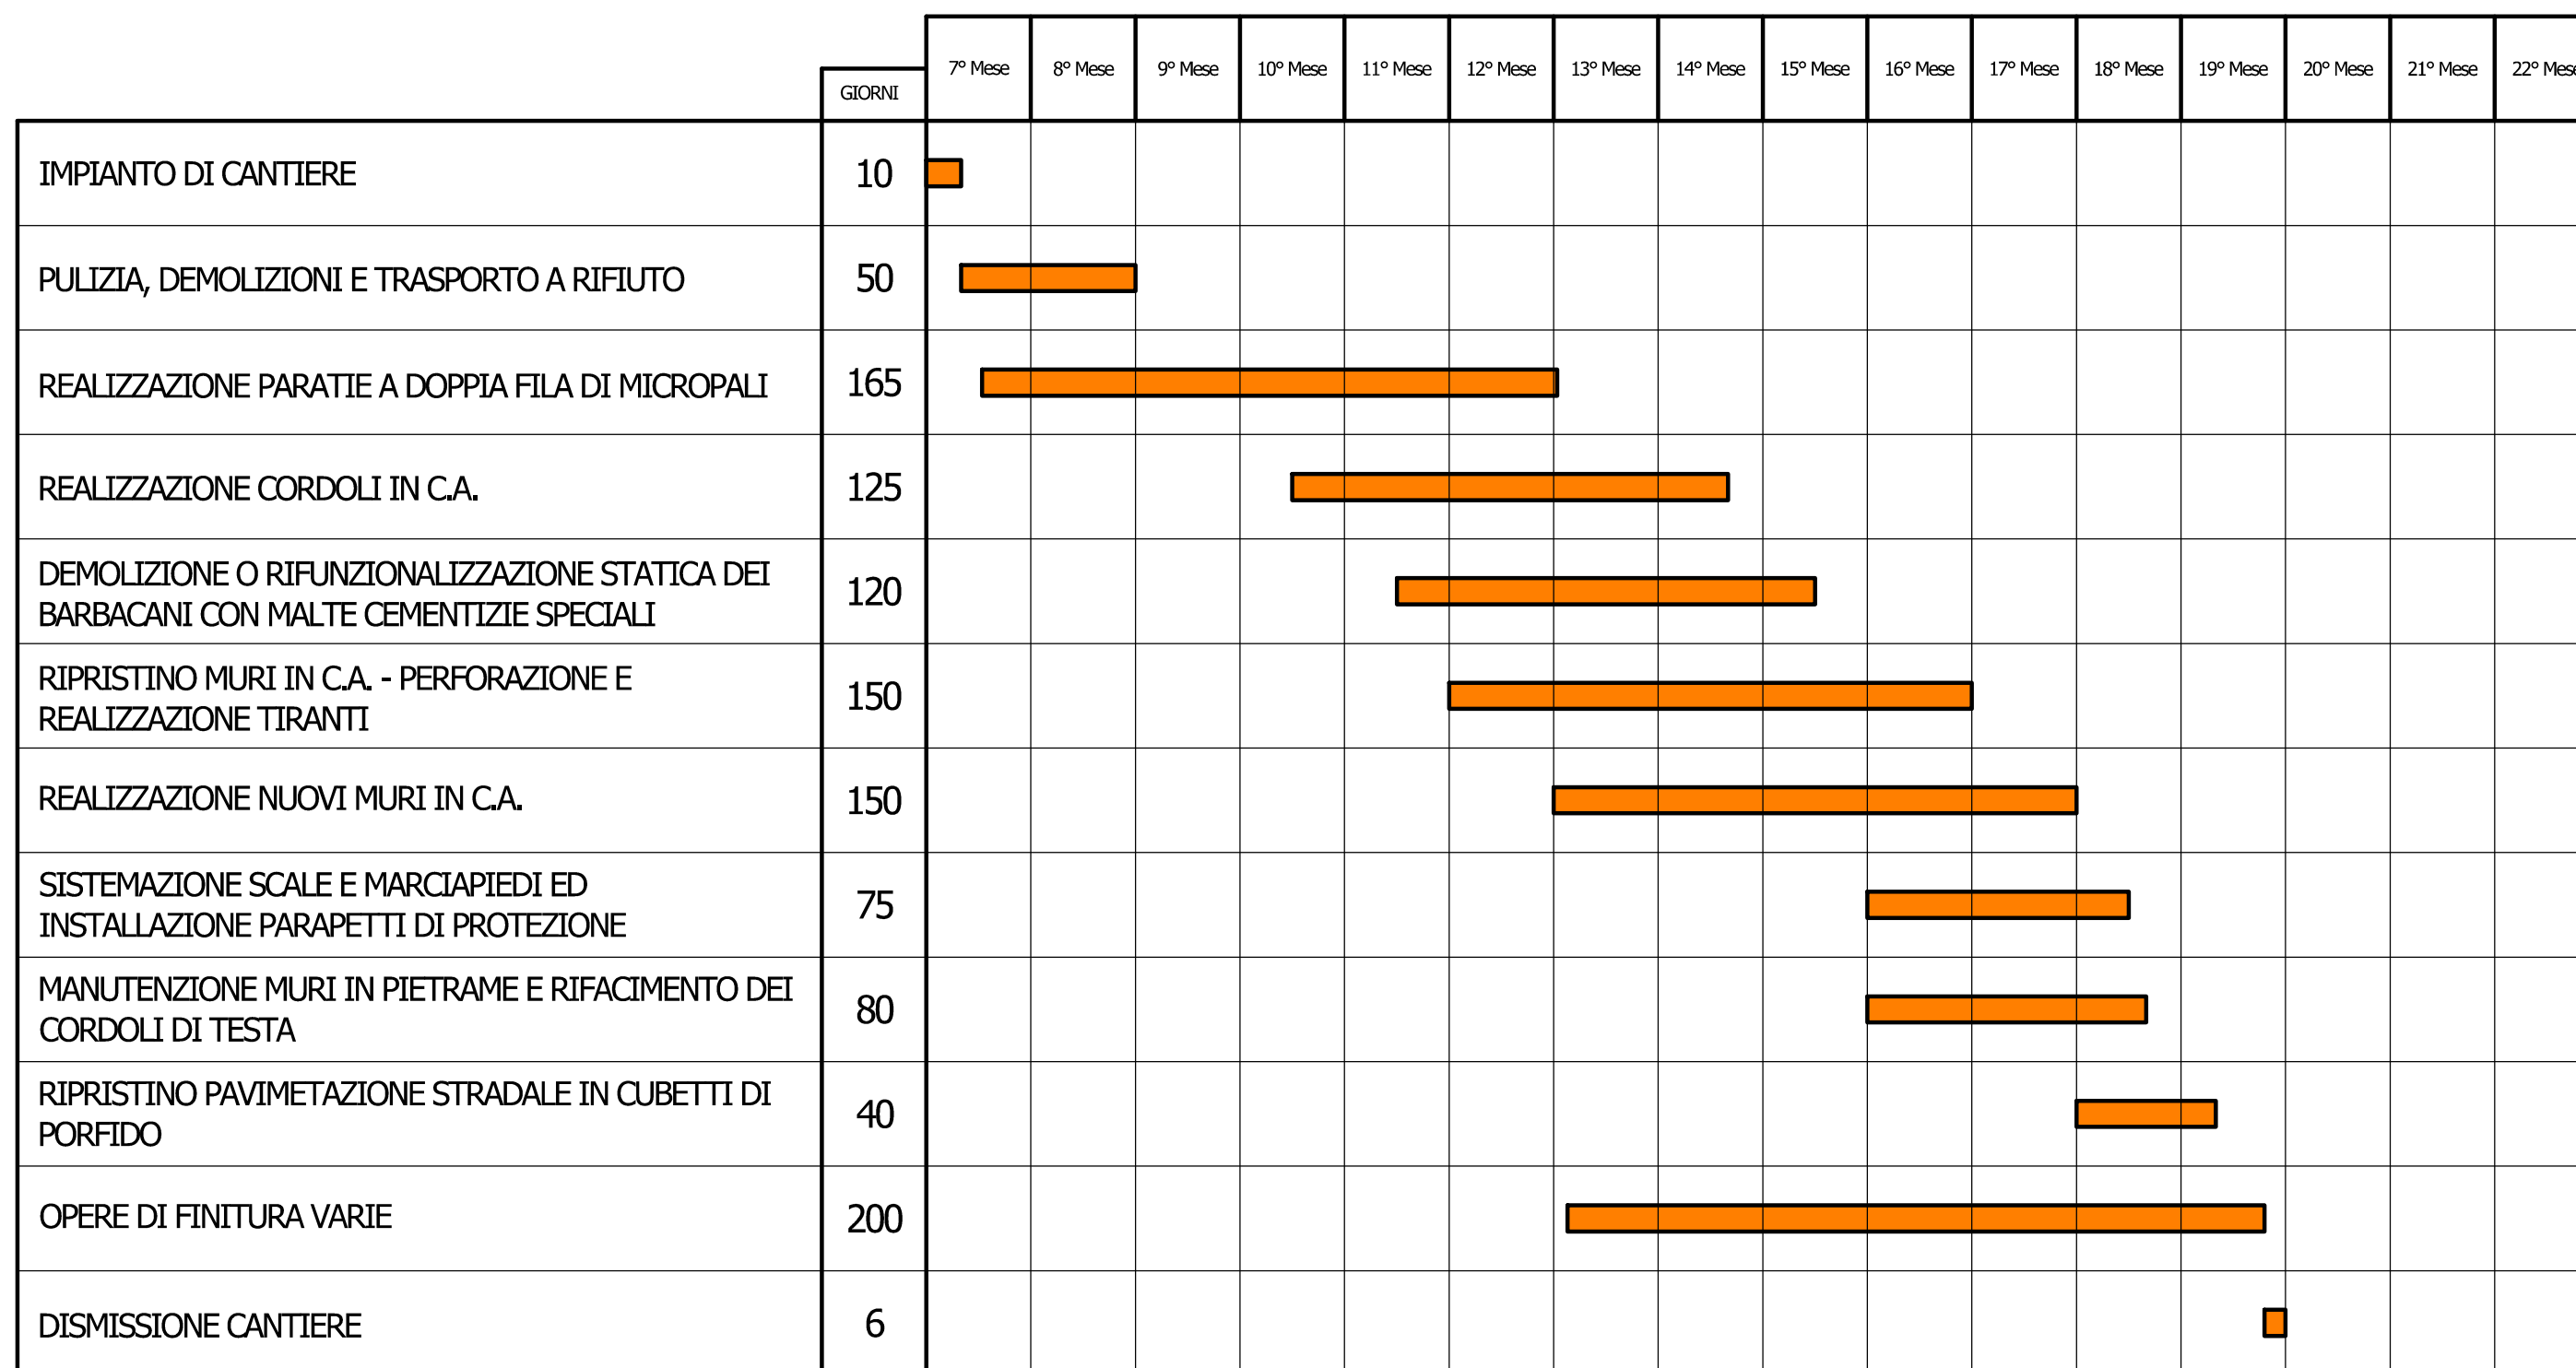 7° Mese 8° Mese 9° Mese 10° Mese 11° Mese 12° Mese 13° Mese 14° Mese 15° Mese 16° Mese 17° Mese 18° Mese 19° Mese 20° Mese 21° Mese 22° Mese
GIORNI
IMPIANTO DI CANTIERE 10
PULIZIA, DEMOLIZIONI E TRASPORTO A RIFIUTO 50
REALIZZAZIONE PARATIE A DOPPIA FILA DI MICROPALI 165
REALIZZAZIONE CORDOLI IN C.A. 125
DEMOLIZIONE O RIFUNZIONALIZZAZIONE STATICA DEI
BARBACANI CON MALTE CEMENTIZIE SPECIALI
120
RIPRISTINO MURI IN C.A. - PERFORAZIONE E
REALIZZAZIONE TIRANTI
150
REALIZZAZIONE NUOVI MURI IN C.A. 150
SISTEMAZIONE SCALE E MARCIAPIEDI ED
INSTALLAZIONE PARAPETTI DI PROTEZIONE
75
MANUTENZIONE MURI IN PIETRAME E RIFACIMENTO DEI
CORDOLI DI TESTA
80
RIPRISTINO PAVIMETAZIONE STRADALE IN CUBETTI DI
PORFIDO
40
OPERE DI FINITURA VARIE 200
DISMISSIONE CANTIERE 6